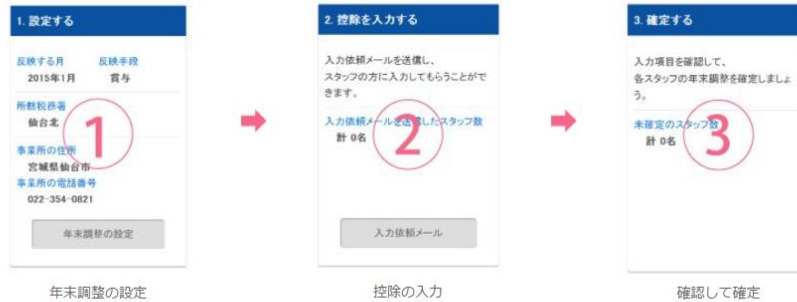 1. 設定する
反映する月 反映手段
2015年1月 賞与
所轄税務署
仙台北
1
事業所の住所
宮城県仙台市
事業所の電話番号
022-354-0821
年末調整の設定
年末調整の設定
2. 控除を入力する
入力依頼メールを送信し、
スタッフの方に入力してもらうことがで
きます。
入力依頼メールを送信したスタッフ数
計 0名
2
入力依頼メール
控除の入力
3. 確定する
入力項目を確認して、
各スタッフの年末調整を確定しましょ
う。
未確定のスタッフ数
計 0名
3
確認して確定